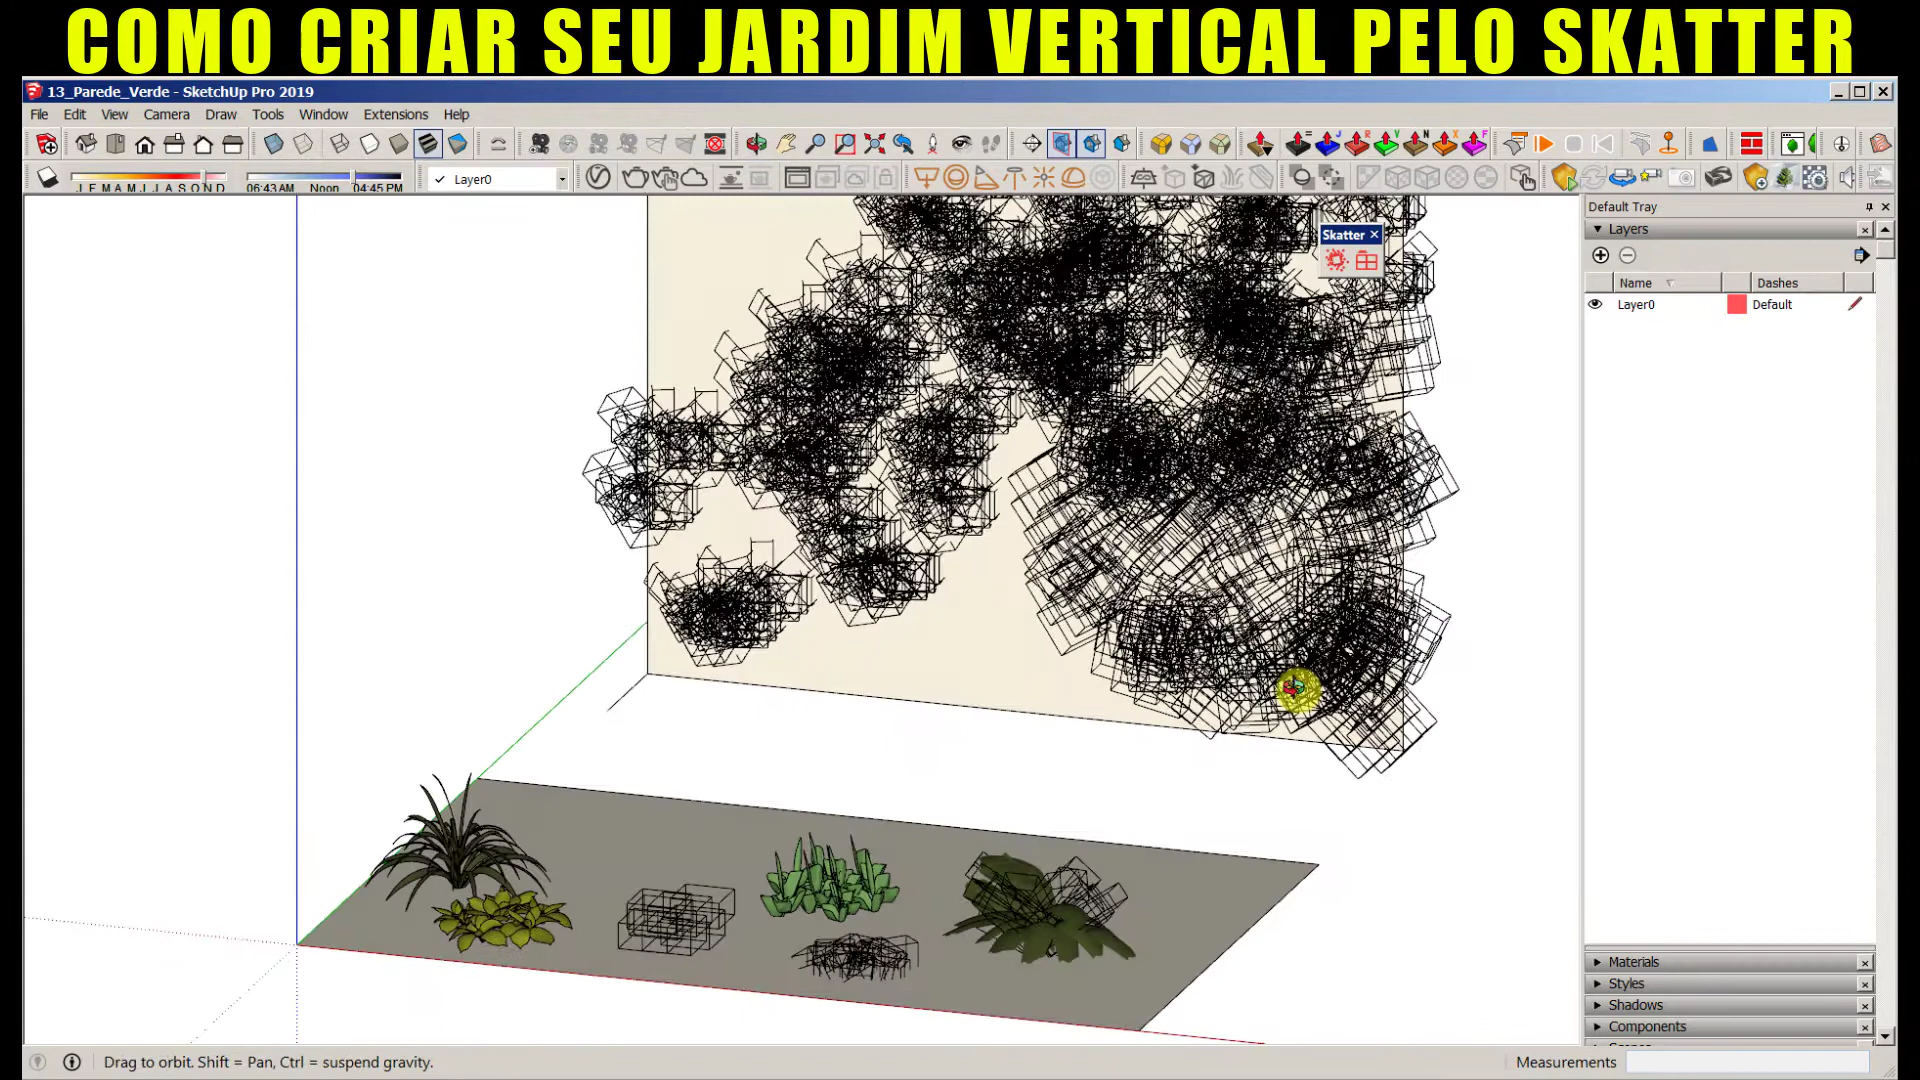 COMO CRIAR SEU JARDIM VERTICAL PELO SKATTER
13_Parede_Verde - SketchUp Pro 2019
File Edit View Camera Draw Tools Window Extensions Help
J F M A M J J A S O N D 06:43 AM Noon 04:45 PM Layer0
Default Tray
Skatter
Layers
Name Dashes
Layer0 Default
Materials
Styles
Shadows
Components
Drag to orbit. Shift = Pan, Ctrl = suspend gravity.
Measurements